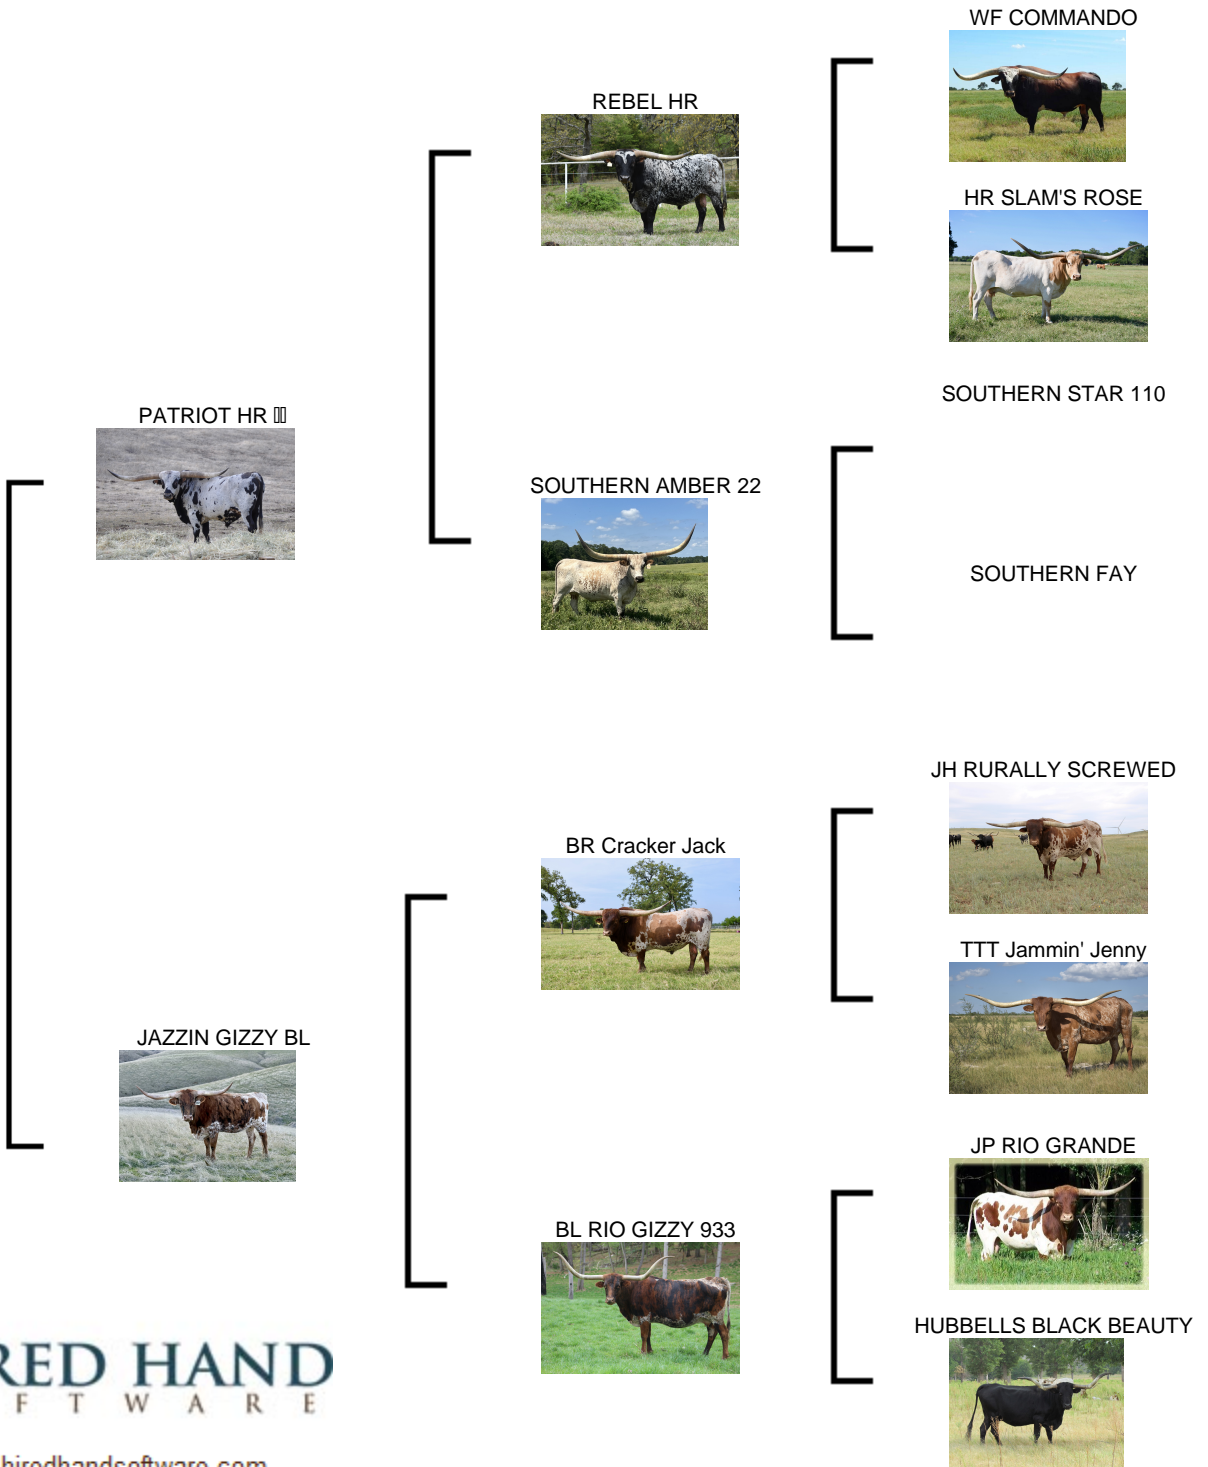 WF COMMANDO
REBEL HR
HR SLAM'S ROSE
SOUTHERN STAR 110
PATRIOT HR
SOUTHERN AMBER 22
SOUTHERN FAY
JH RURALLY SCREWED
BR Cracker Jack
TTT Jammin' Jenny
JAZZIN GIZZY BL
JP RIO GRANDE
BL RIO GIZZY 933
HUBBELLS BLACK BEAUTY
RED HAND
F T W A R E
hiredhandsoftware.com